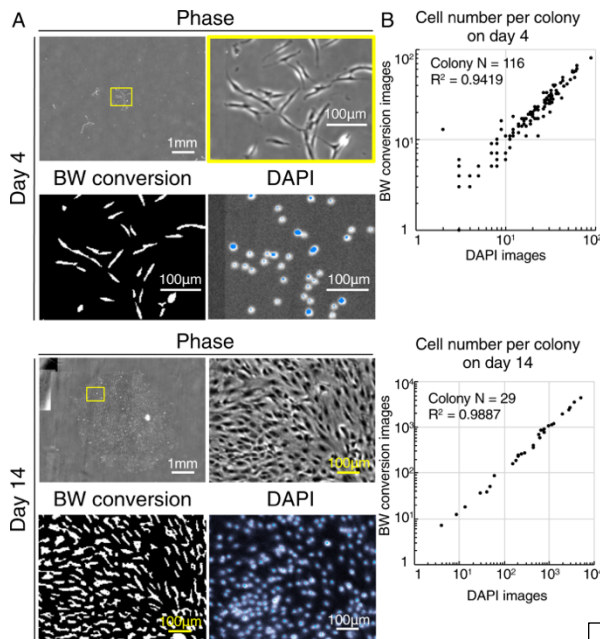 A
Phase
Day 4
1mm
100μm
BW conversion
DAPI
100μm
100μm
B
Cell number per colony
on day 4
Colony N = 116
R² = 0.9419
BW conversion images
10²
10
1
1
10
10²
DAPI images
Phase
Day 14
1mm
100μm
BW conversion
DAPI
100μm
100μm
Cell number per colony
on day 14
Colony N = 29
R² = 0.9887
BW conversion images
10⁴
10³
10²
10
1
1
10
10²
10³
10⁴
DAPI images